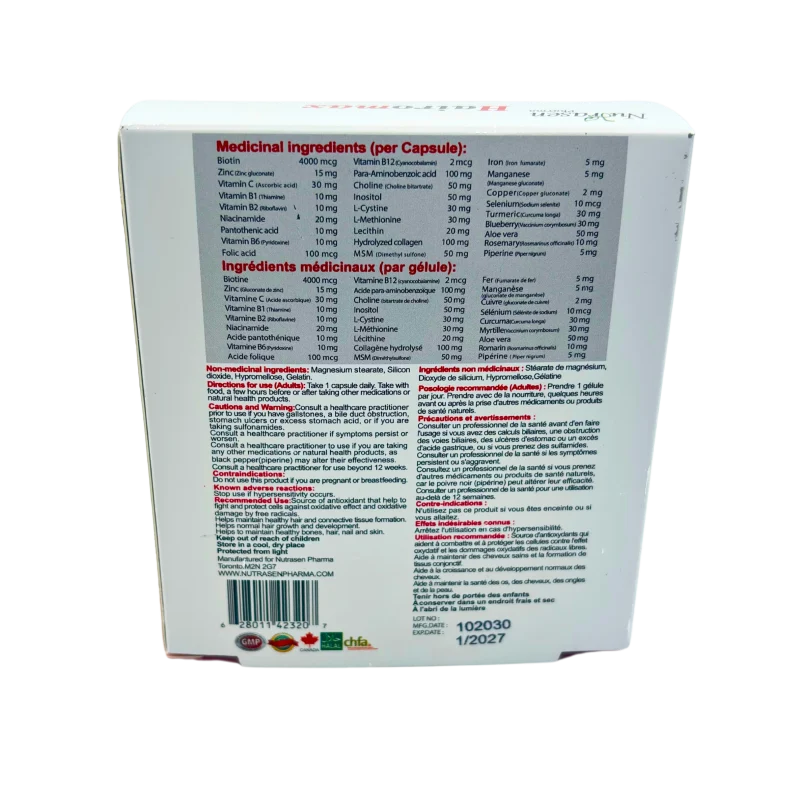 Nutrasen
Pharma
Hairomax
Medicinal ingredients (per Capsule):
Biotin 4000 mcg
Zinc (Zinc gluconate) 15 mg
Vitamin C (Ascorbic acid) 30 mg
Vitamin B1 (Thiamine) 10 mg
Vitamin B2 (Riboflavin) 10 mg
Niacinamide 20 mg
Pantothenic acid 10 mg
Vitamin B6 (Pyridoxine) 10 mg
Folic acid 100 mcg
Vitamin B12 (Cyanocobalamin) 2 mcg
Para-Aminobenzoic acid 100 mg
Choline (Choline bitartrate) 50 mg
Inositol 50 mg
L-Cystine 30 mg
L-Methionine 30 mg
Lecithin 20 mg
Hydrolyzed collagen 100 mg
MSM (Dimethyl sulfone) 50 mg
Iron (Iron fumarate) 5 mg
Manganese 5 mg
(Manganese gluconate)
Copper (Copper gluconate) 2 mg
Selenium (Sodium selenite) 10 mcg
Turmeric (Curcuma longa) 30 mg
Blueberry (Vaccinium corymbosum) 30 mg
Aloe vera 50 mg
Rosemary (Rosmarinus officinalis) 10 mg
Piperine (Piper nigrum) 5 mg
Ingrédients médicinaux (par gélule):
Biotine 4000 mcg
Zinc (Gluconate de zinc) 15 mg
Vitamine C (Acide ascorbique) 30 mg
Vitamine B1 (Thiamine) 10 mg
Vitamine B2 (Riboflavine) 10 mg
Niacinamide 20 mg
Acide pantothénique 10 mg
Vitamine B6 (Pyridoxine) 10 mg
Acide folique 100 mcg
Vitamine B12 (cyanocobalamine) 2 mcg
Acide para-aminobenzoïque 100 mg
Choline (bitartrate de choline) 50 mg
Inositol 50 mg
L-Cystine 30 mg
L-Méthionine 30 mg
Lécithine 20 mg
Collagène hydrolysé 100 mg
MSM (Dimethylsulfone) 50 mg
Fer (Fumarate de fer) 5 mg
Manganèse 5 mg
(gluconate de manganèse)
Cuivre (gluconate de cuivre) 2 mg
Sélénium (Sélénite de sodium) 10 mcg
Curcuma (Curcuma longa) 30 mg
Myrtille (Vaccinium corymbosum) 30 mg
Aloe vera 50 mg
Romarin (Rosmarinus officinalis) 10 mg
Pipérine (Piper nigrum) 5 mg
Non-medicinal ingredients: Magnesium stearate, Silicon
dioxide, Hypromellose, Gelatin.
Directions for use (Adults): Take 1 capsule daily. Take with
food, a few hours before or after taking other medications or
natural health products.
Cautions and Warning:Consult a healthcare practitioner
prior to use if you have gallstones, a bile duct obstruction,
stomach ulcers or excess stomach acid, or if you are
taking sulfonamides.
Consult a healthcare practitioner if symptoms persist or
worsen.
Consult a healthcare practitioner to use if you are taking
any other medications or natural health products, as
black pepper(piperine) may alter their effectiveness.
Consult a healthcare practitioner for use beyond 12 weeks.
Contraindications:
Do not use this product if you are pregnant or breastfeeding.
Known adverse reactions:
Stop use if hypersensitivity occurs.
Recommended Use:Source of antioxidant that help to
fight and protect cells against oxidative effect and oxidative
damage by free radicals.
Helps maintain healthy hair and connective tissue formation.
Helps normal hair growth and development.
Helps to maintain healthy bones, hair, nail and skin.
Keep out of reach of children
Store in a cool, dry place
Protected from light
Manufactured for Nutrasen Pharma
Toronto.M2N 2G7
WWW.NUTRASENPHARMA.COM
6 28011 42320 7
GMP
CANADA
HALAL
chfa.
Ingrédients non médicinaux : Stéarate de magnésium,
Dioxyde de silicium, Hypromellose,Gélatine
Posologie recommandée (Adultes) : Prendre 1 gélule
par jour. Prendre avec de la nourriture, quelques heures
avant ou après la prise d'autres médicaments ou produits
de santé naturels.
Précautions et avertissements :
Consulter un professionnel de la santé avant d'en faire
l'usage si vous avez des calculs biliaires, une obstruction
des voies biliaires, des ulcères d'estomac ou un excès
d'acide gastrique, ou si vous prenez des sulfamides.
Consulter un professionnel de la santé si les symptômes
persistent ou s'aggravent.
Consultez un professionnel de la santé si vous prenez
d'autres médicaments ou produits de santé naturels,
car le poivre noir (pipérine) peut altérer leur efficacité.
Consulter un professionnel de la santé pour une utilisation
au-delà de 12 semaines.
Contre-indications :
N'utilisez pas ce produit si vous êtes enceinte ou si
vous allaitez.
Effets indésirables connus :
Arrêtez l'utilisation en cas d'hypersensibilité.
Utilisation recommandée : Source d'antioxydants qui
aident à combattre et à protéger les cellules contre l'effet
oxydatif et les dommages oxydatifs des radicaux libres.
Aide à maintenir des cheveux sains et la formation de
tissus conjonctif.
Aide à la croissance et au développement normaux des
cheveux.
Aide à maintenir la santé des os, des cheveux, des ongles
et de la peau.
Tenir hors de portée des enfants
A conserver dans un endroit frais et sec
A l'abri de la lumière
LOT NO :
MFG.DATE : 102030
EXP.DATE : 1/2027